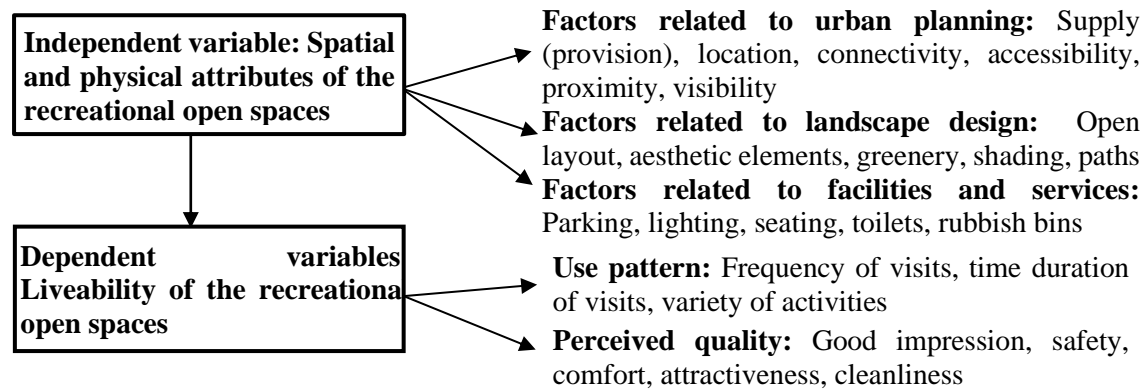 Independent variable: Spatial
and physical attributes of the
recreational open spaces
Factors related to urban planning: Supply
(provision), location, connectivity, accessibility,
proximity, visibility
Factors related to landscape design: Open
layout, aesthetic elements, greenery, shading, paths
Factors related to facilities and services:
Parking, lighting, seating, toilets, rubbish bins
Dependent variables
Liveability of the recreationa
open spaces
Use pattern: Frequency of visits, time duration
of visits, variety of activities
Perceived quality: Good impression, safety,
comfort, attractiveness, cleanliness